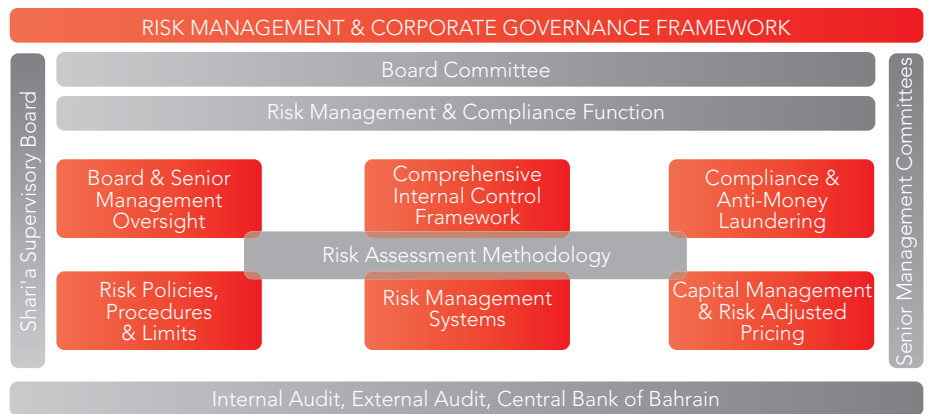 RISK MANAGEMENT & CORPORATE GOVERNANCE FRAMEWORK
Shari'a Supervisory Board
Board Committee
Risk Management & Compliance Function
Board & Senior
Management
Oversight
Comprehensive
Internal Control
Framework
Compliance &
Anti-Money
Laundering
Risk Assessment Methodology
Risk Policies,
Procedures
& Limits
Risk Management
Systems
Capital Management
& Risk Adjusted
Pricing
Senior Management Committees
Internal Audit, External Audit, Central Bank of Bahrain